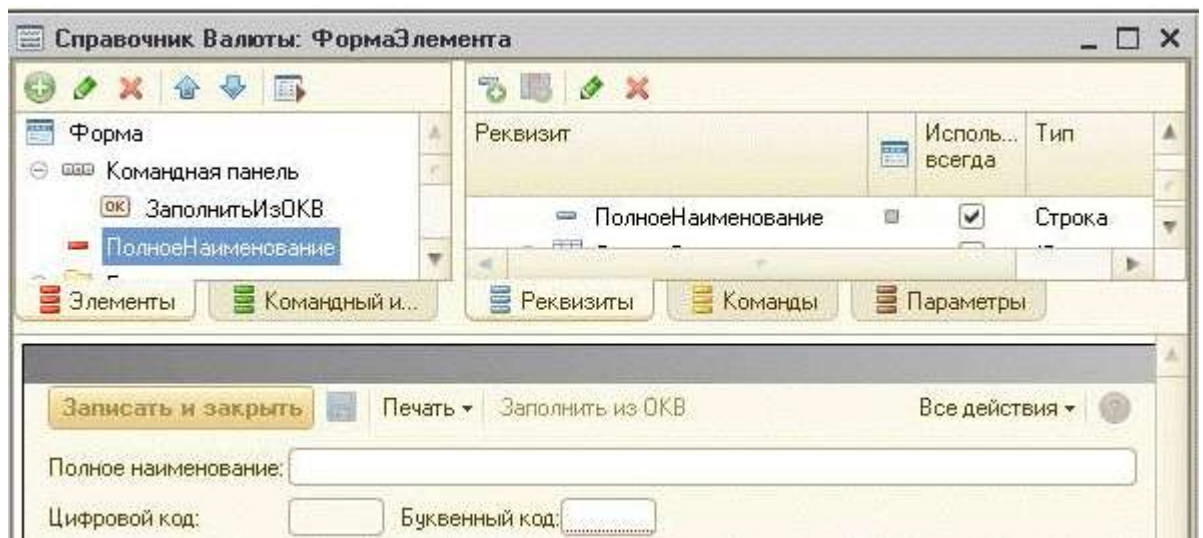 Справочник Валюты: ФормаЭлемента
Форма
Командная панель
ОК ЗаполнитьИзОКВ
ПолноеНаименование
Элементы Командный и...
Реквизит Исполь... Тип
всегда
ПолноеНаименование Строка
Реквизиты Команды Параметры
Записать и закрыть Печать Заполнить из ОКВ Все действия
Полное наименование:
Цифровой код: Буквенный код: